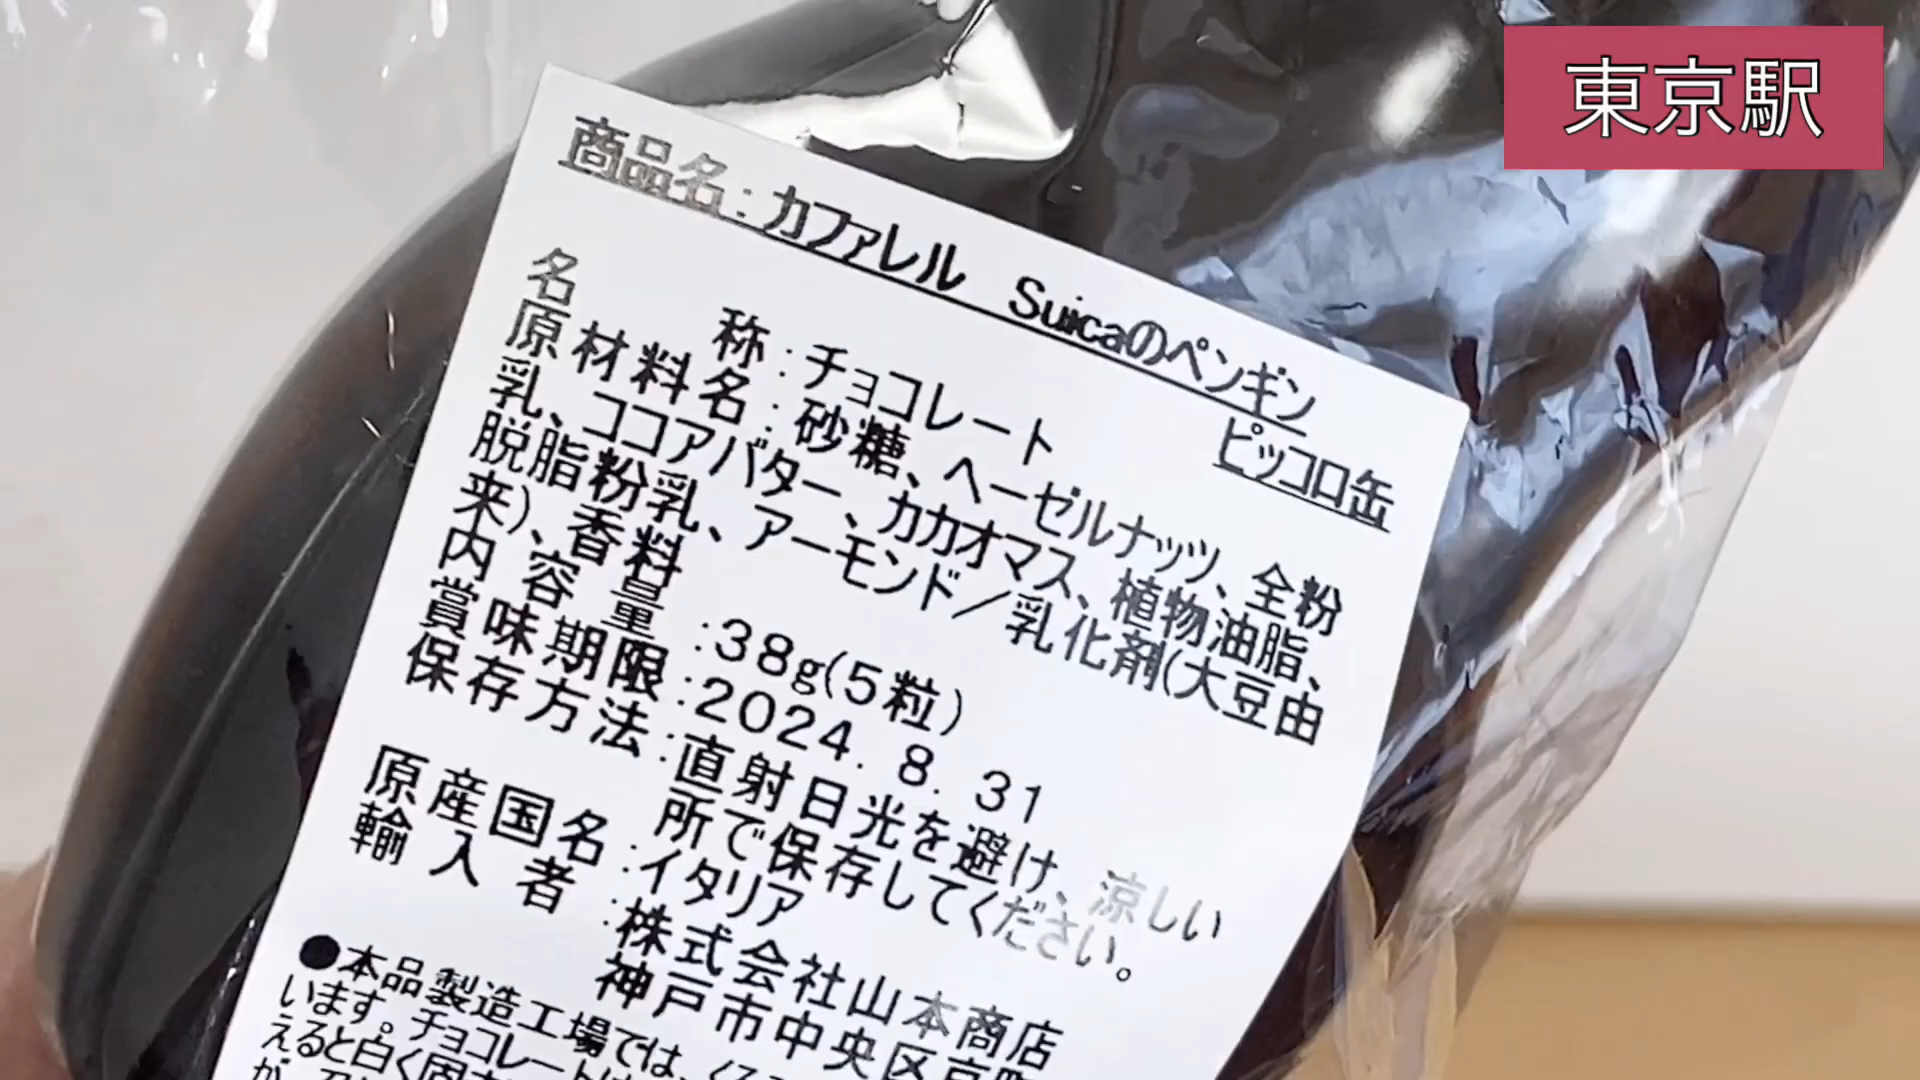 東京駅
商品名:カファレル Suicaのペンギン
ピッコロ缶
名称:チョコレート
原材料名:砂糖、ヘーゼルナッツ、全粉
乳、ココアバター、カカオマス、植物油脂、
脱脂粉乳、アーモンド/乳化剤(大豆由
来)、香料
内容量:38g(5粒)
賞味期限:2024.8.31
保存方法:直射日光を避け、涼しい
所で保存してください。
原産国名:イタリア
輸入者:株式会社山本商店
神戸市中央区
●本品製造工場では、
います。チョコレート
えると白く
が